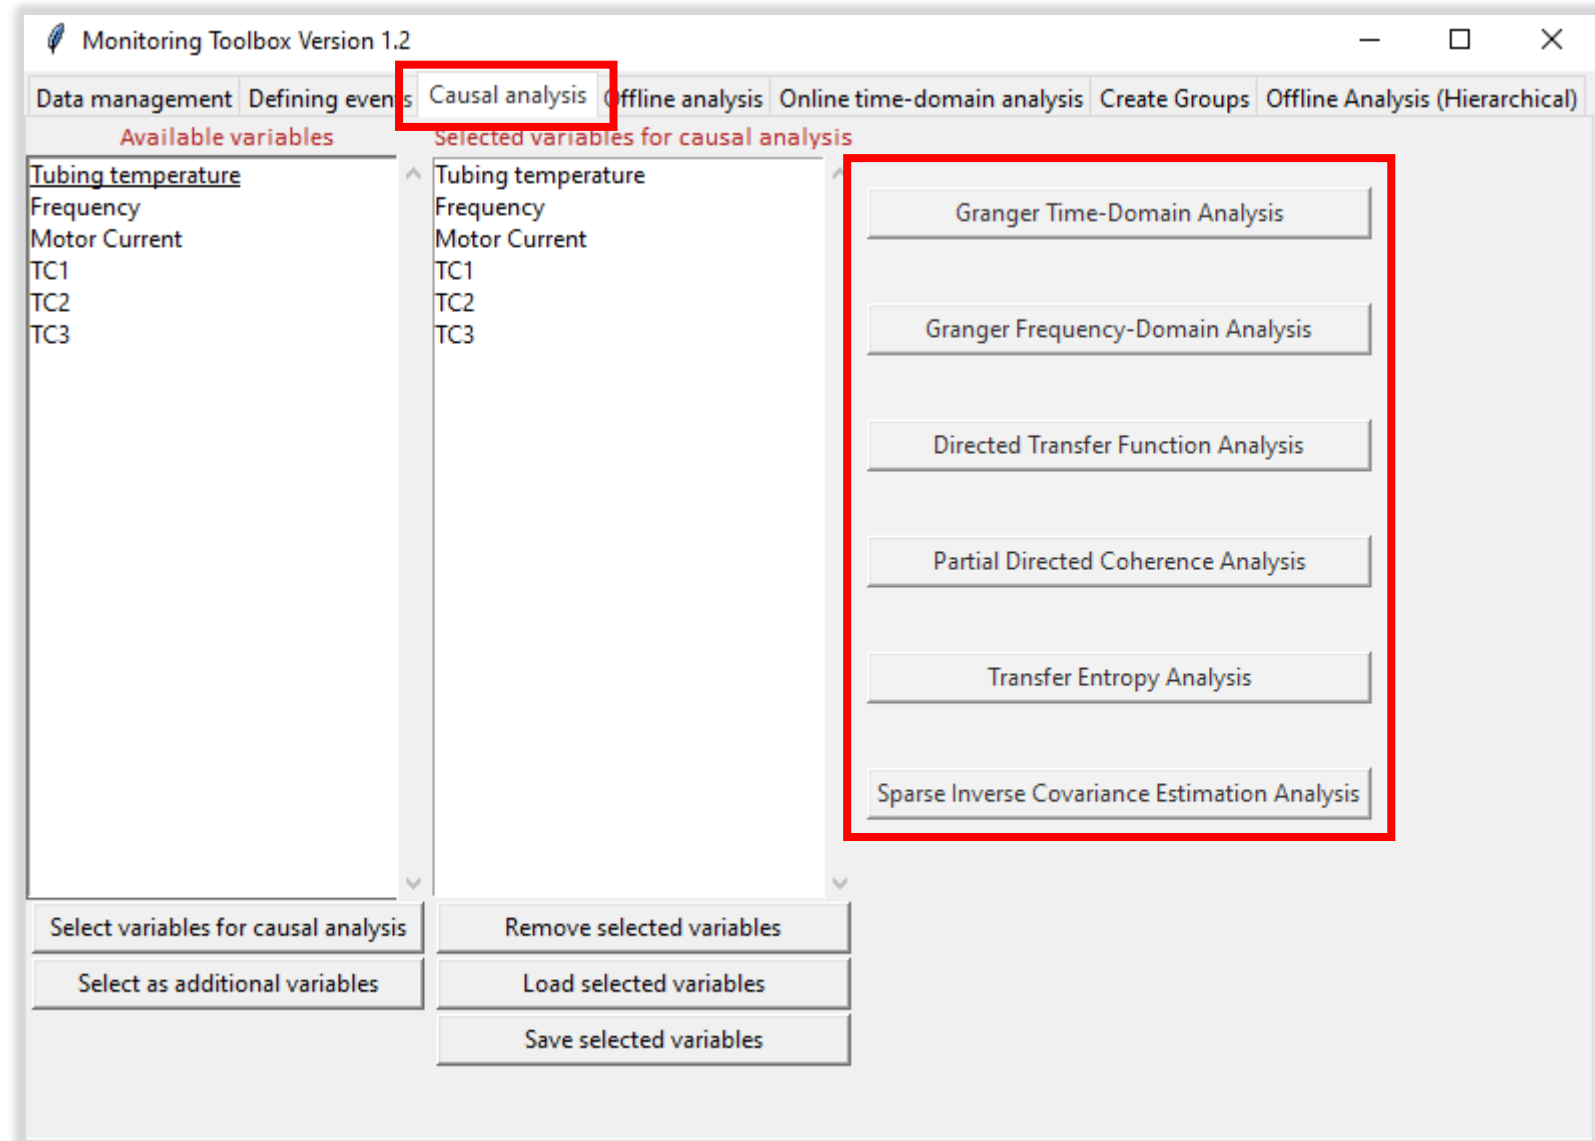 Monitoring Toolbox Version 1.2
Data management Defining events Causal analysis Offline analysis Online time-domain analysis Create Groups Offline Analysis (Hierarchical)
Available variables
Tubing temperature
Frequency
Motor Current
TC1
TC2
TC3
Select variables for causal analysis
Select as additional variables
Selected variables for causal analysis
Tubing temperature
Frequency
Motor Current
TC1
TC2
TC3
Remove selected variables
Load selected variables
Save selected variables
Granger Time-Domain Analysis
Granger Frequency-Domain Analysis
Directed Transfer Function Analysis
Partial Directed Coherence Analysis
Transfer Entropy Analysis
Sparse Inverse Covariance Estimation Analysis